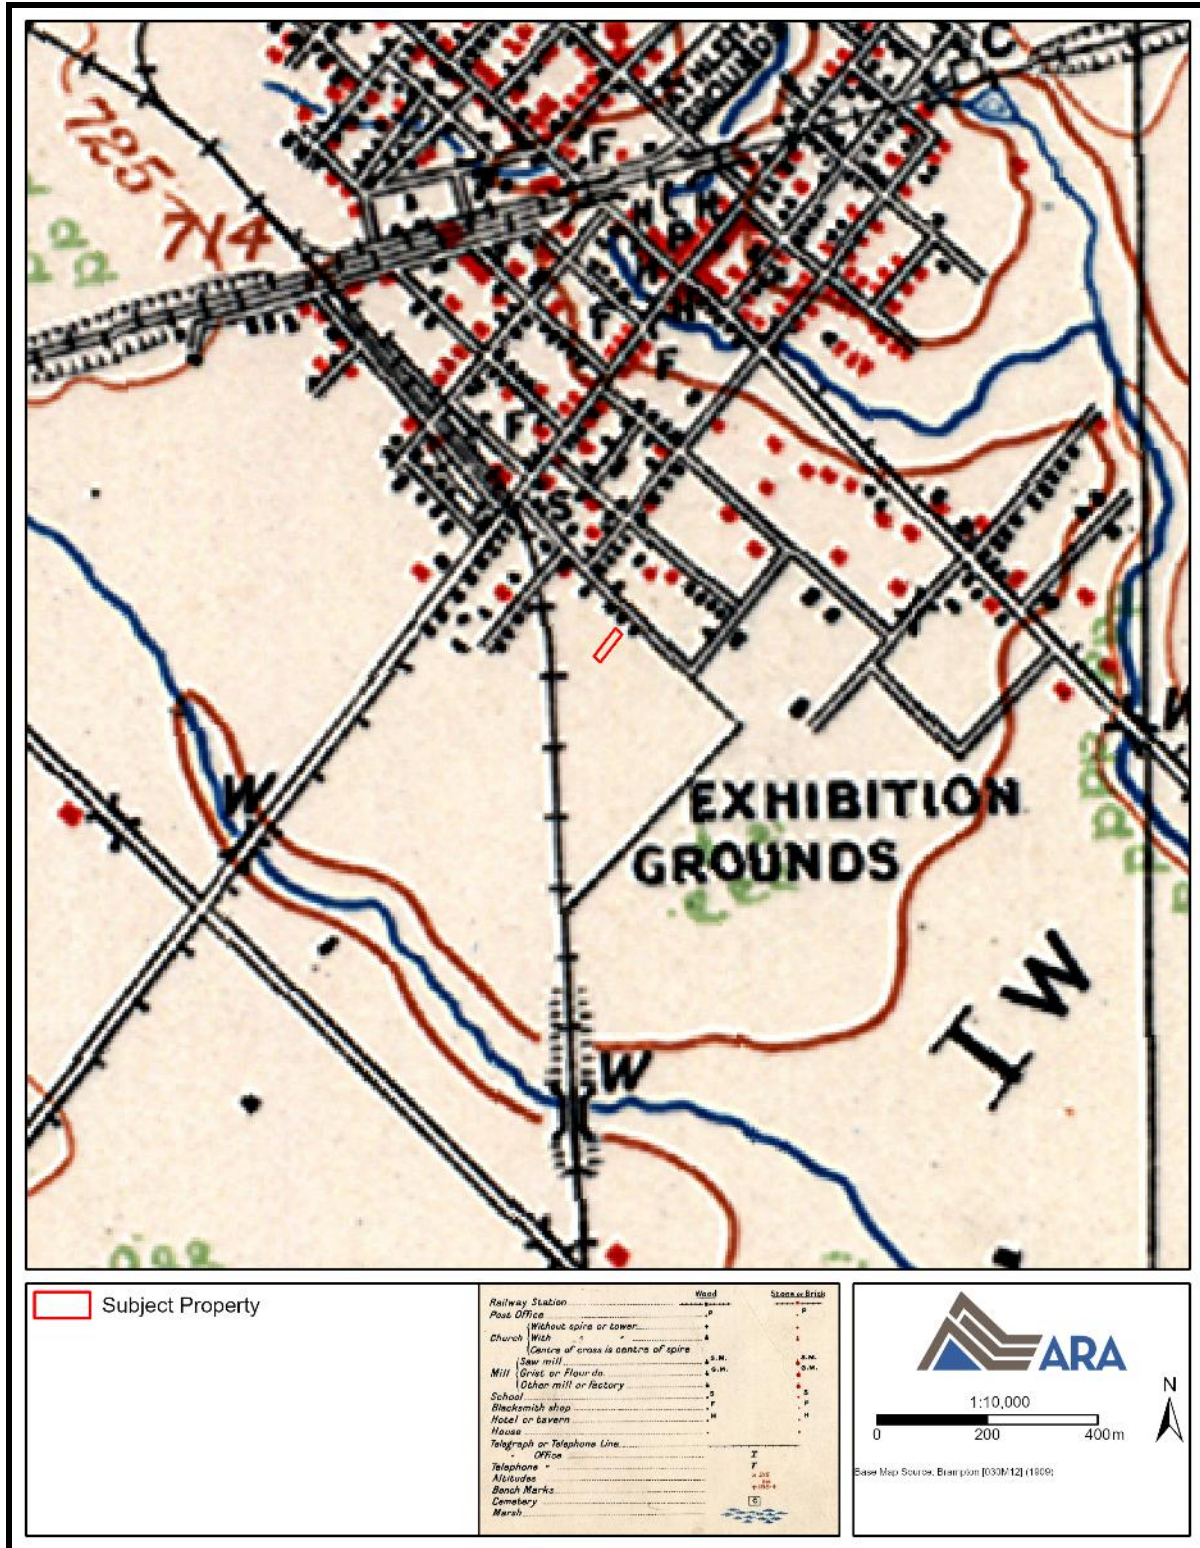 C
ATHLETIC
GROUND
F
725
714
H
H
P
H
H
F
F
F
S
W
EXHIBITION
GROUNDS
W
W
I W
Subject Property
Wood
Stone or Brick
Railway Station
Post Office P P
Without spire or tower
Church With " "
Centre of cross is centre of spire
Saw mill S.M. S.M.
Mill Grist or Flour do. G.M. G.M.
Other mill or factory
School S S
Blacksmith shop F F
Hotel or tavern H H
House
Telegraph or Telephone Line
" Office T
Telephone " T
Altitudes
Bench Marks
Cemetery C
Marsh
ARA
N
1:10,000
0 200 400 m
Base Map Source: Brampton [030M12] (1909)